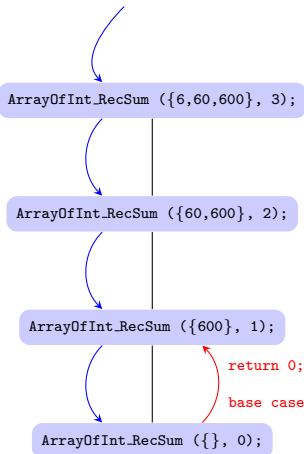 ArrayOfInt_RecSum ({6,60,600}, 3);
ArrayOfInt_RecSum ({60,600}, 2);
ArrayOfInt_RecSum ({600}, 1);
return 0;
base case
ArrayOfInt_RecSum ({}, 0);